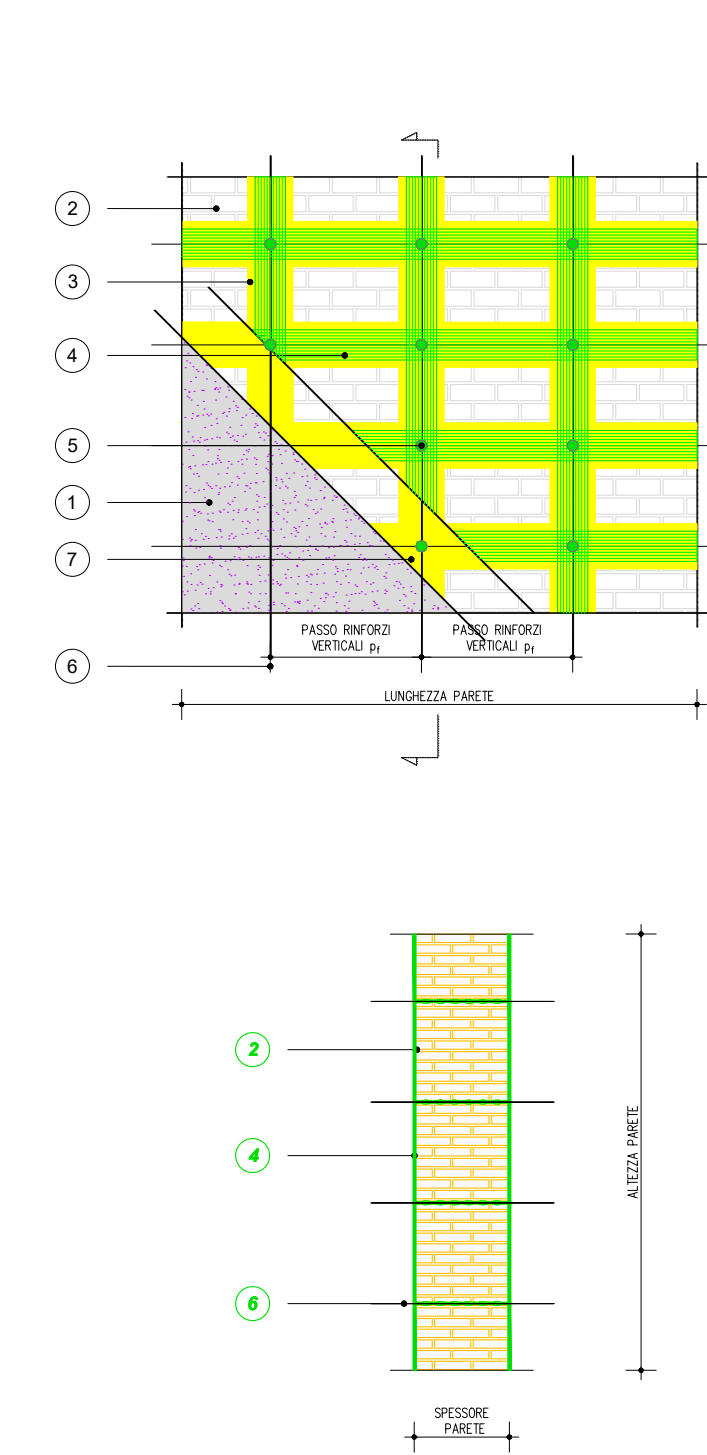 2
3
4
5
1
7
PASSO RINFORZI
VERTICALI pf
PASSO RINFORZI
VERTICALI pf
6
LUNGHEZZA PARETE
2
4
6
ALTEZZA PARETE
SPESSORE
PARETE